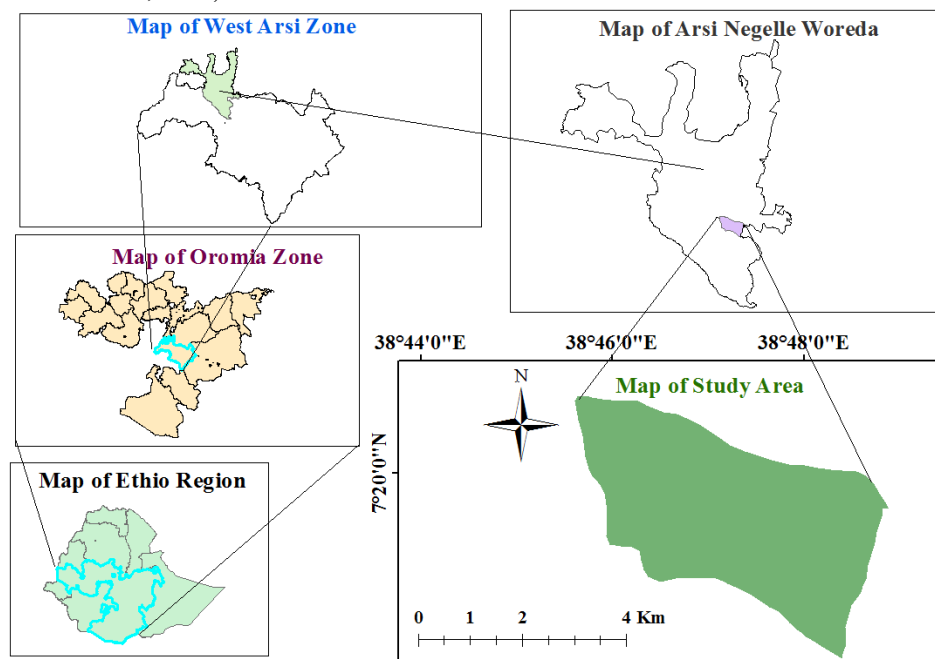 Map of West Arsi Zone
Map of Arsi Negelle Woreda
Map of Oromia Zone
38°44'0"E
38°46'0"E
38°48'0"E
Map of Study Area
N
7°20'0"N
Map of Ethio Region
0 1 2 4 Km